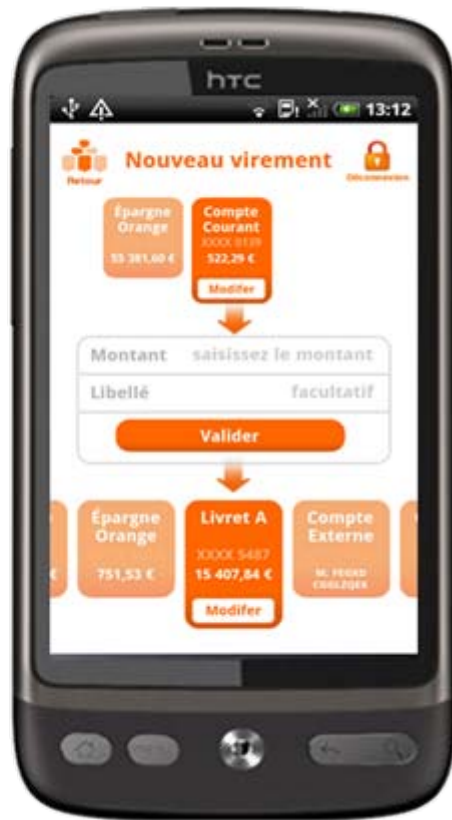 hTC
13:12
Retour
Nouveau virement
Déconnexion
Épargne
Orange
55 381,60 €
Compte
Courant
XXXX 0139
522,29 €
Modifer
Montant saisissez le montant
Libellé facultatif
Valider
€
Épargne
Orange
751,53 €
Livret A
XXXX 5487
15 407,84 €
Modifer
Compte
Externe
MENU